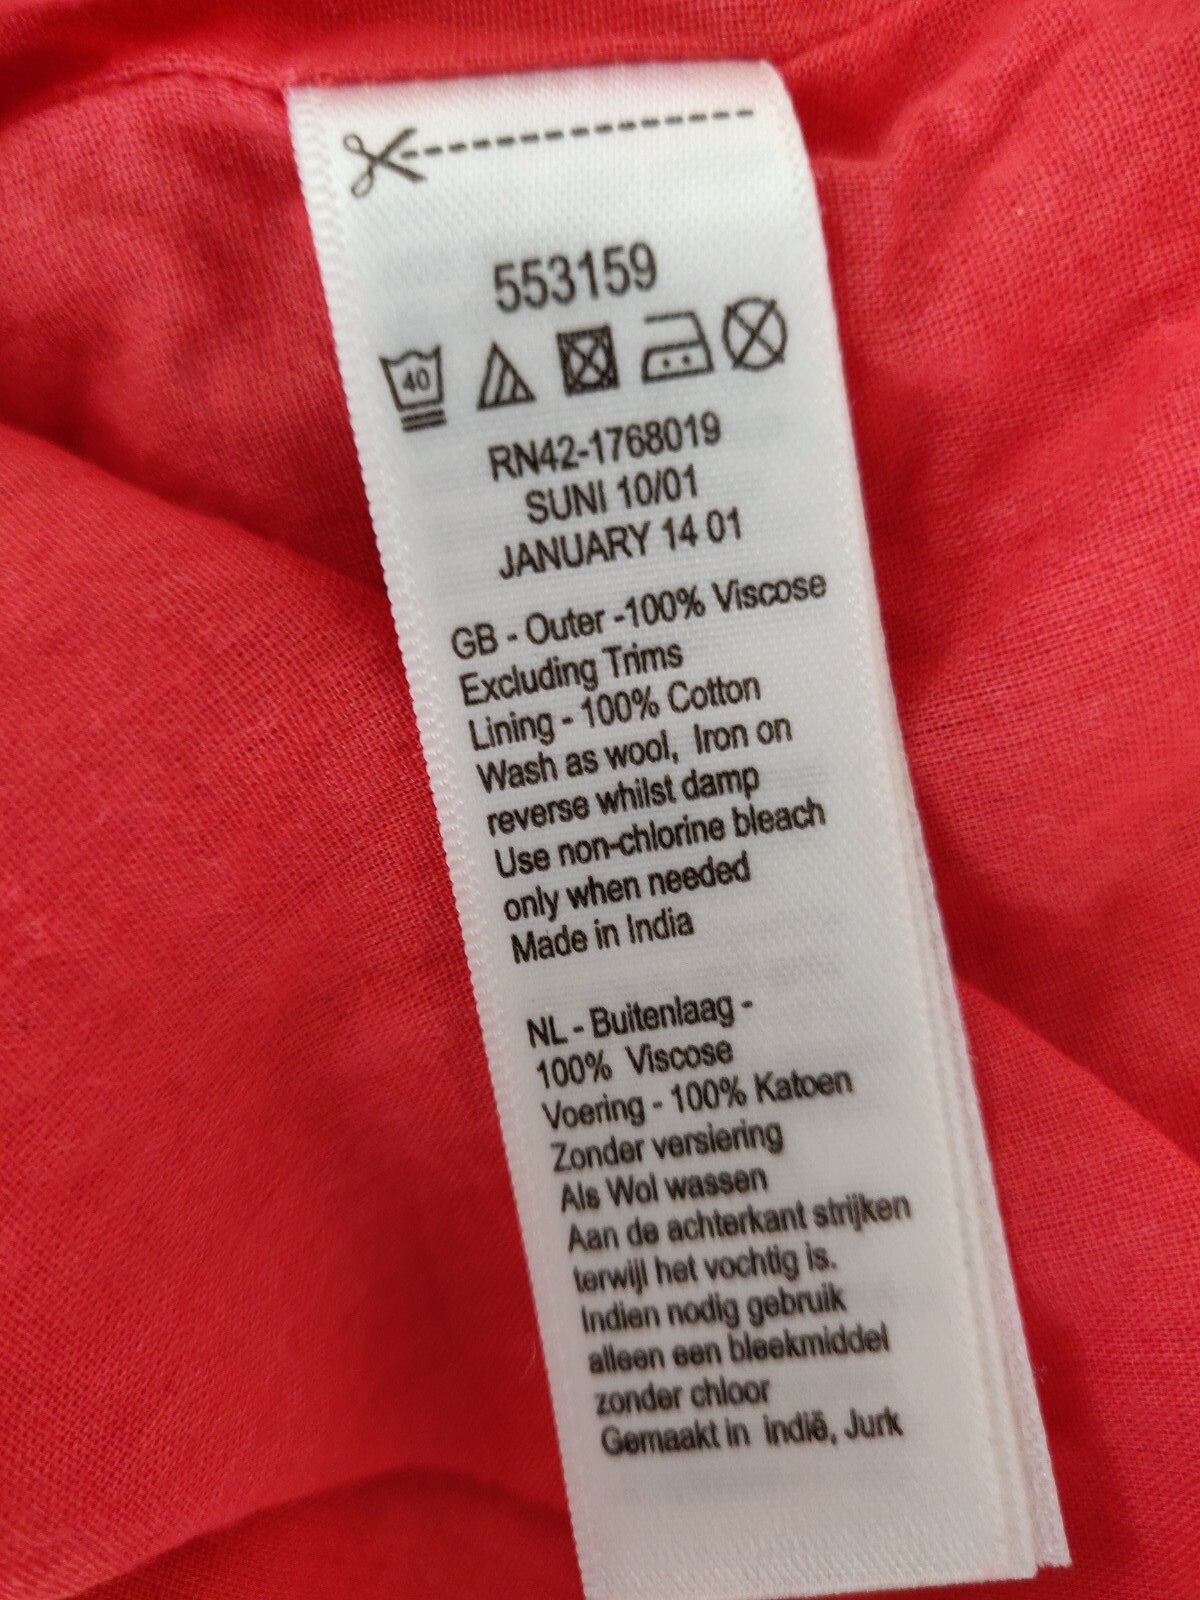 553159
40
RN42-1768019
SUNI 10/01
JANUARY 14 01
GB - Outer -100% Viscose
Excluding Trims
Lining - 100% Cotton
Wash as wool, Iron on
reverse whilst damp
Use non-chlorine bleach
only when needed
Made in India
NL - Buitenlaag -
100% Viscose
Voering - 100% Katoen
Zonder versiering
Als Wol wassen
Aan de achterkant strijken
terwijl het vochtig is.
Indien nodig gebruik
alleen een bleekmiddel
zonder chloor
Gemaakt in indië, Jurk